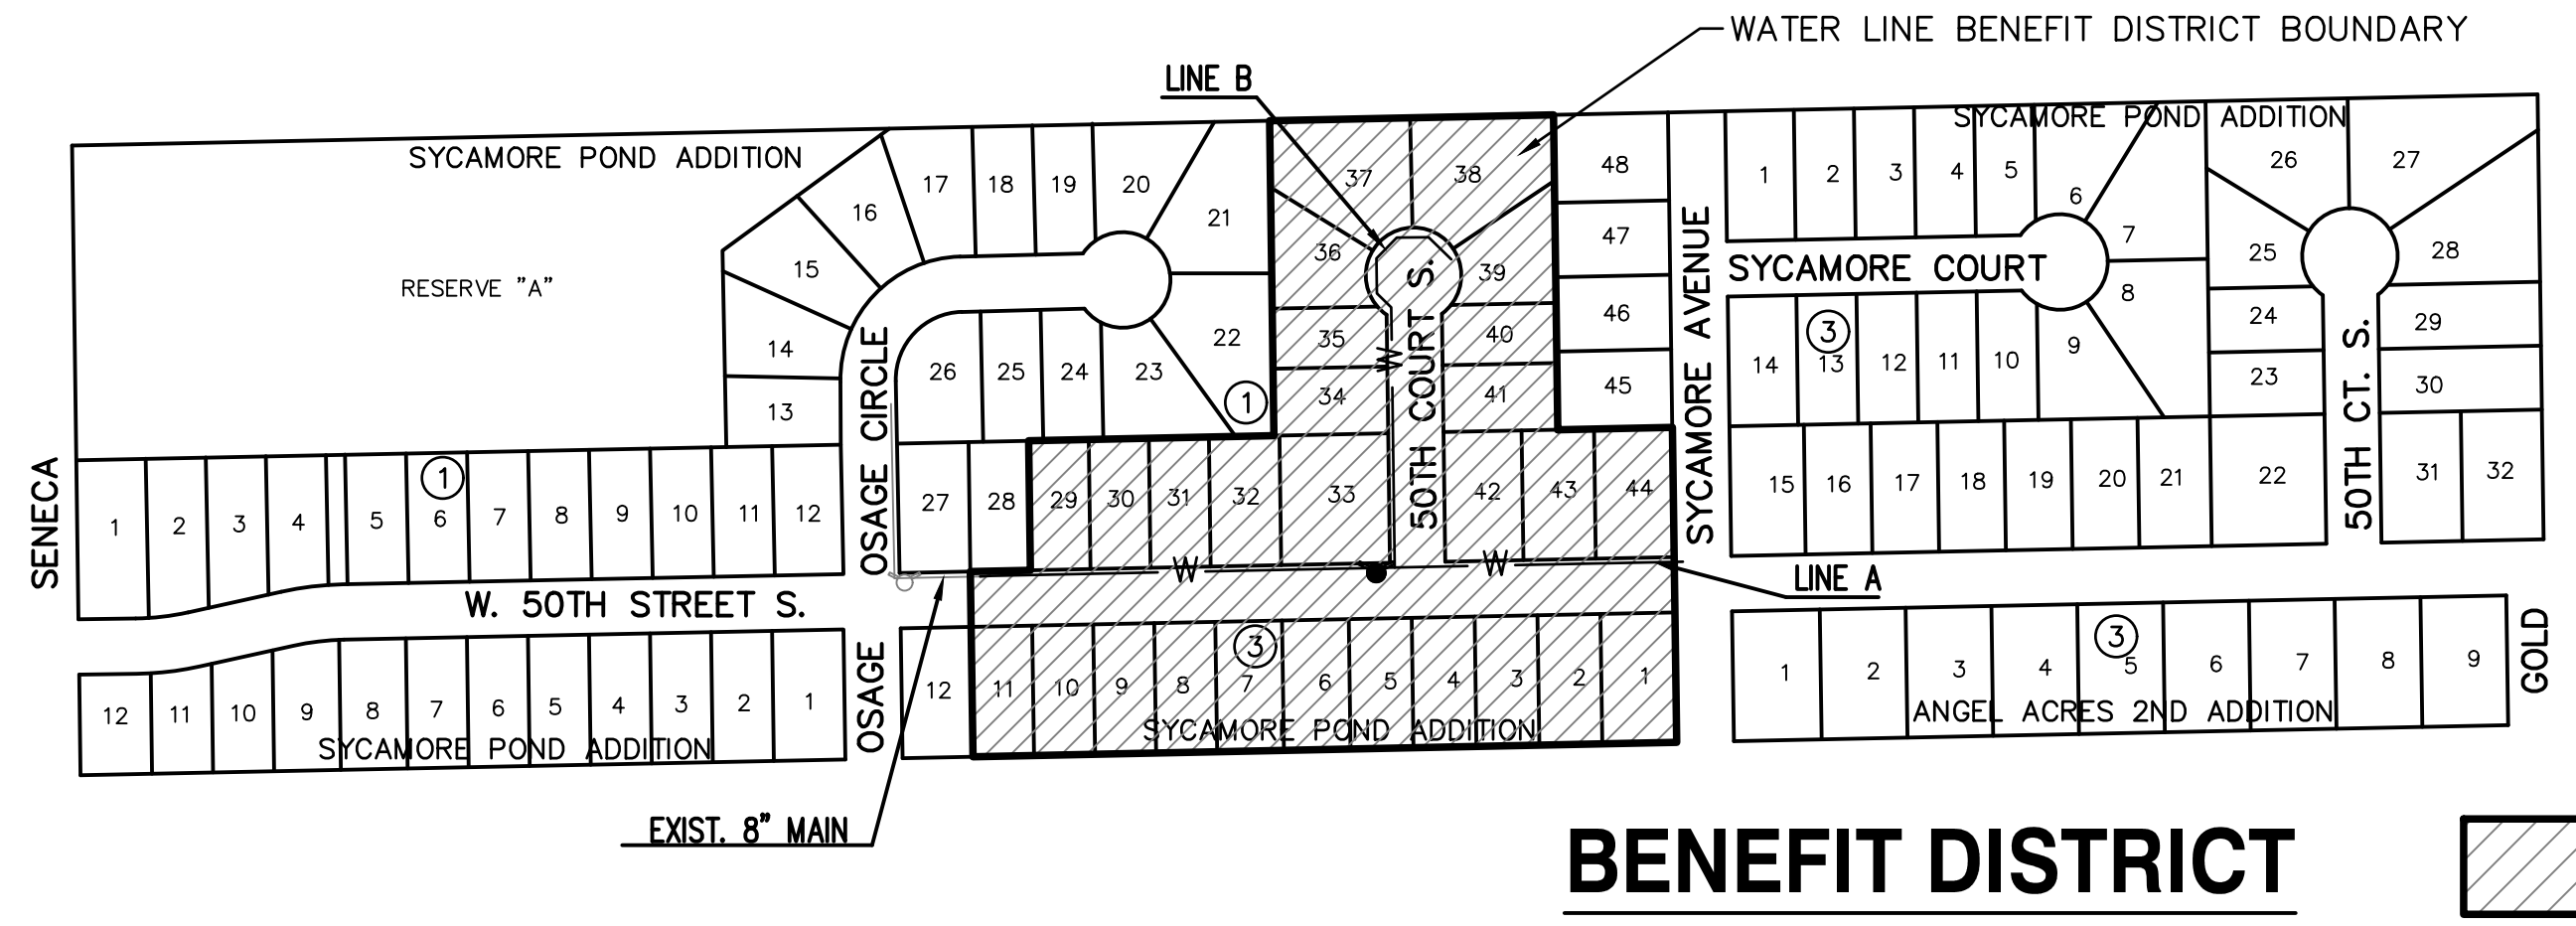 WATER LINE BENEFIT DISTRICT BOUNDARY
LINE B
SYCAMORE POND ADDITION
SYCAMORE POND ADDITION
RESERVE "A"
13 14 15 16 17 18 19 20 21 22
26 25 24 23
1
37 38
36 39
35 40
34 41
W
50TH COURT S.
48
47
46
45
SYCAMORE AVENUE
1 2 3 4 5 6
7
8
9
SYCAMORE COURT
14 13 12 11 10
3
26 27
25 28
24 29
23 30
50TH CT. S.
SENECA
1 2 3 4 5 6 7 8 9 10 11 12
1
OSAGE CIRCLE
27 28 29 30 31 32 33 42 43 44
15 16 17 18 19 20 21 22 31 32
W W
LINE A
W. 50TH STREET S.
12 11 10 9 8 7 6 5 4 3 2 1
SYCAMORE POND ADDITION
OSAGE
12 11 10 9 8 7 6 5 4 3 2 1
3
SYCAMORE POND ADDITION
1 2 3 4 5 6 7 8 9
3
ANGEL ACRES 2ND ADDITION
GOLD
EXIST. 8" MAIN
BENEFIT DISTRICT